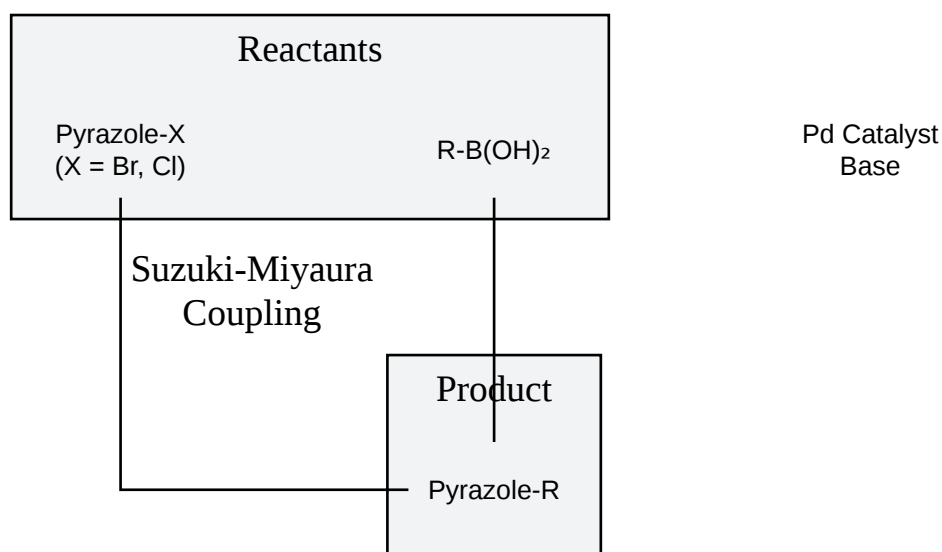 Reactants
Pyrazole-X
(X = Br, Cl)
R-B(OH)₂
Pd Catalyst
Base
Suzuki-Miyaura
Coupling
Product
Pyrazole-R